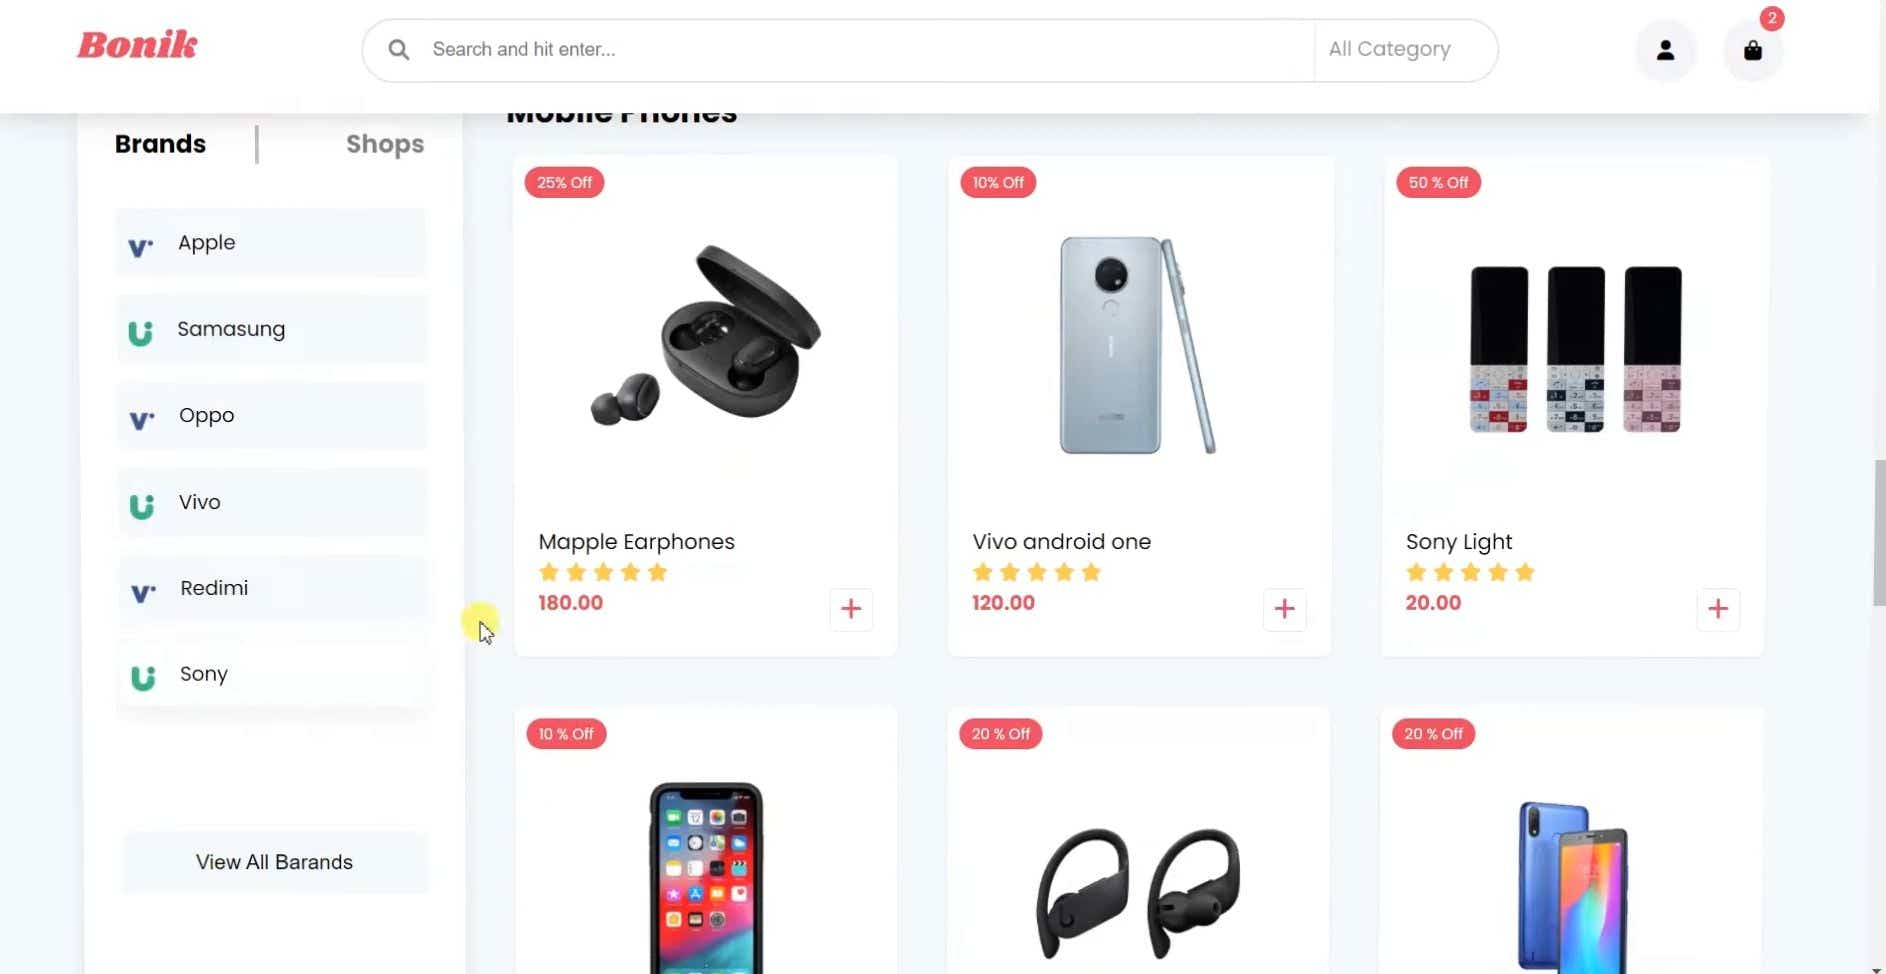 Bonik
Search and hit enter...
All Category
2
Mobile Phones
Brands
Shops
Apple
Samasung
Oppo
Vivo
Redimi
Sony
View All Barands
25% Off
Mapple Earphones
180.00
+
10% Off
Vivo android one
120.00
+
50 % Off
Sony Light
20.00
+
10 % Off
20 % Off
20 % Off